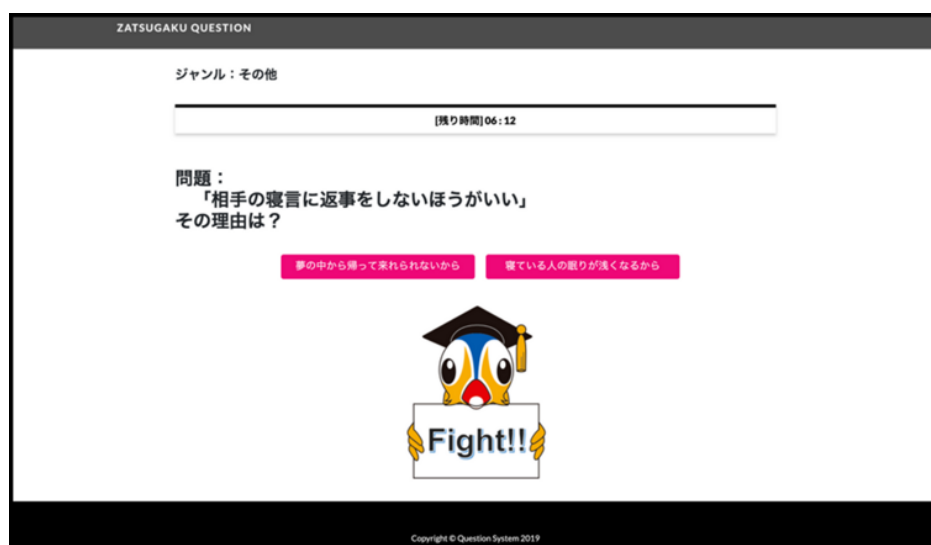 ZATSUGAKU QUESTION
ジャンル：その他
[残り時間] 06 : 12
問題：
「相手の寝言に返事をしないほうがいい」
その理由は？
夢の中から帰って来れられないから
寝ている人の眠りが浅くなるから
Fight!!
Copyright © Question System 2019